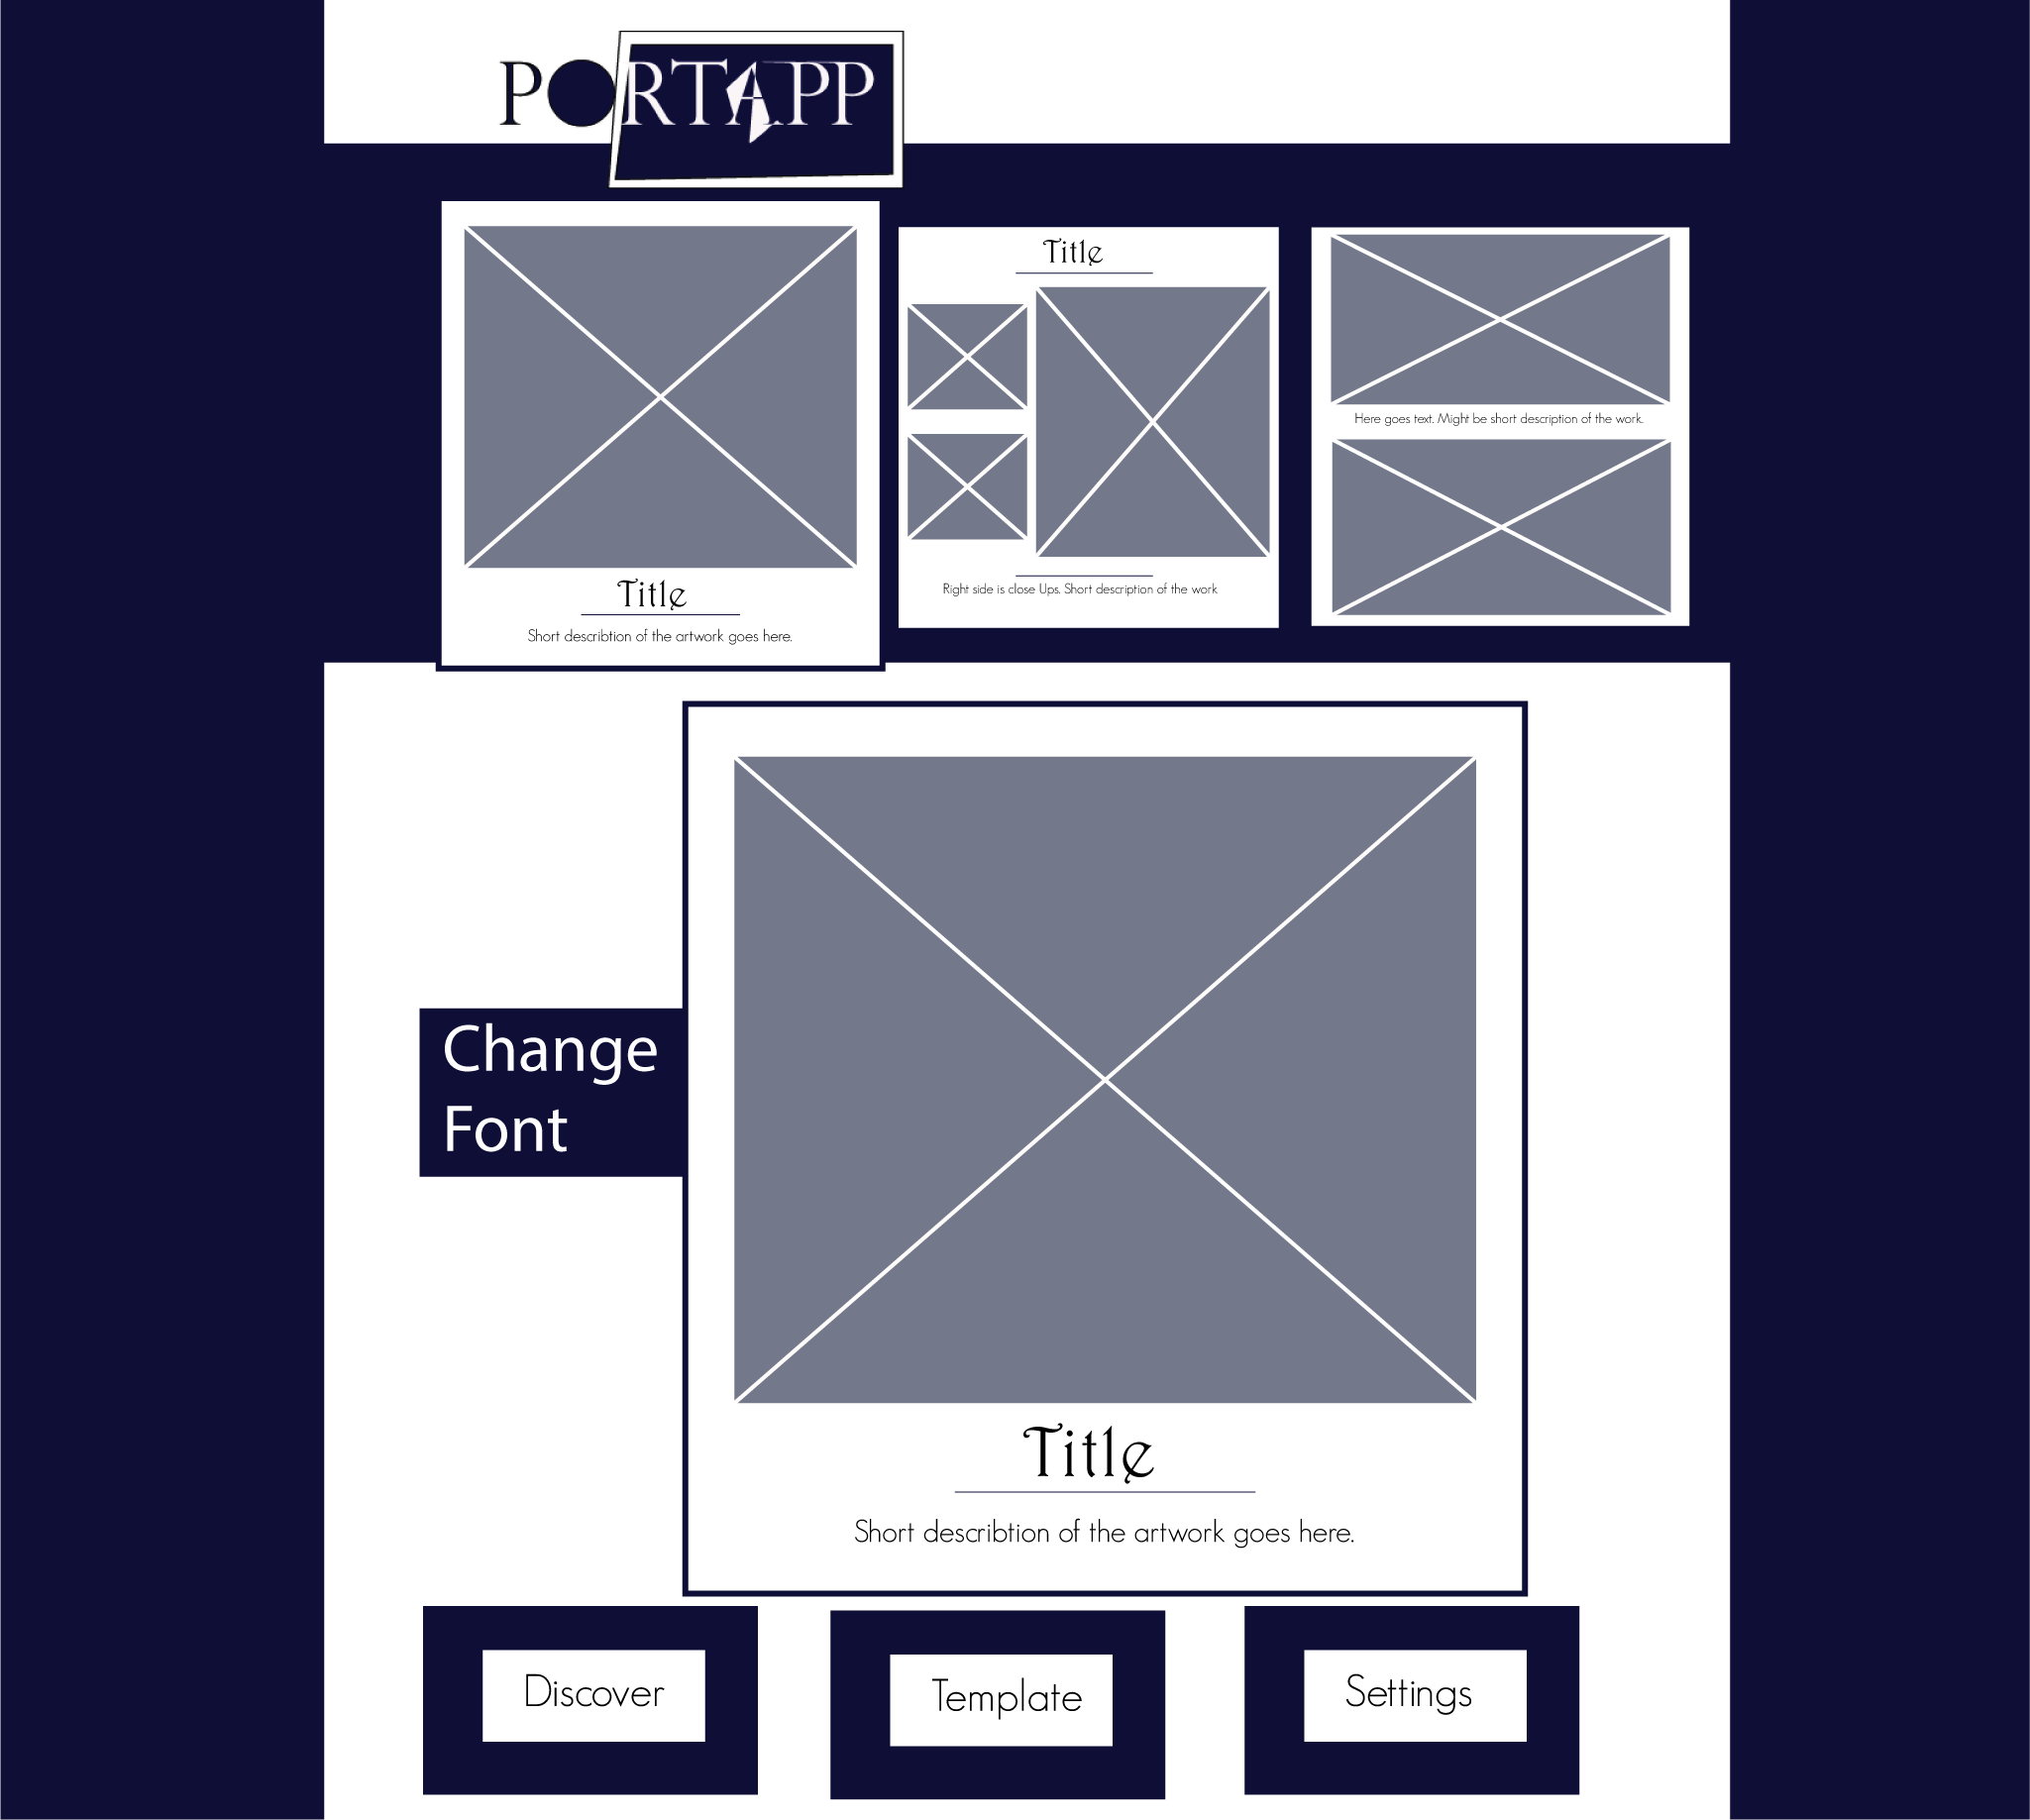 PORTAPP
Title
Short describtion of the artwork goes here.
Title
Right side is close Ups. Short description of the work
Here goes text. Might be short description of the work.
Change
Font
Title
Short describtion of the artwork goes here.
Discover
Template
Settings